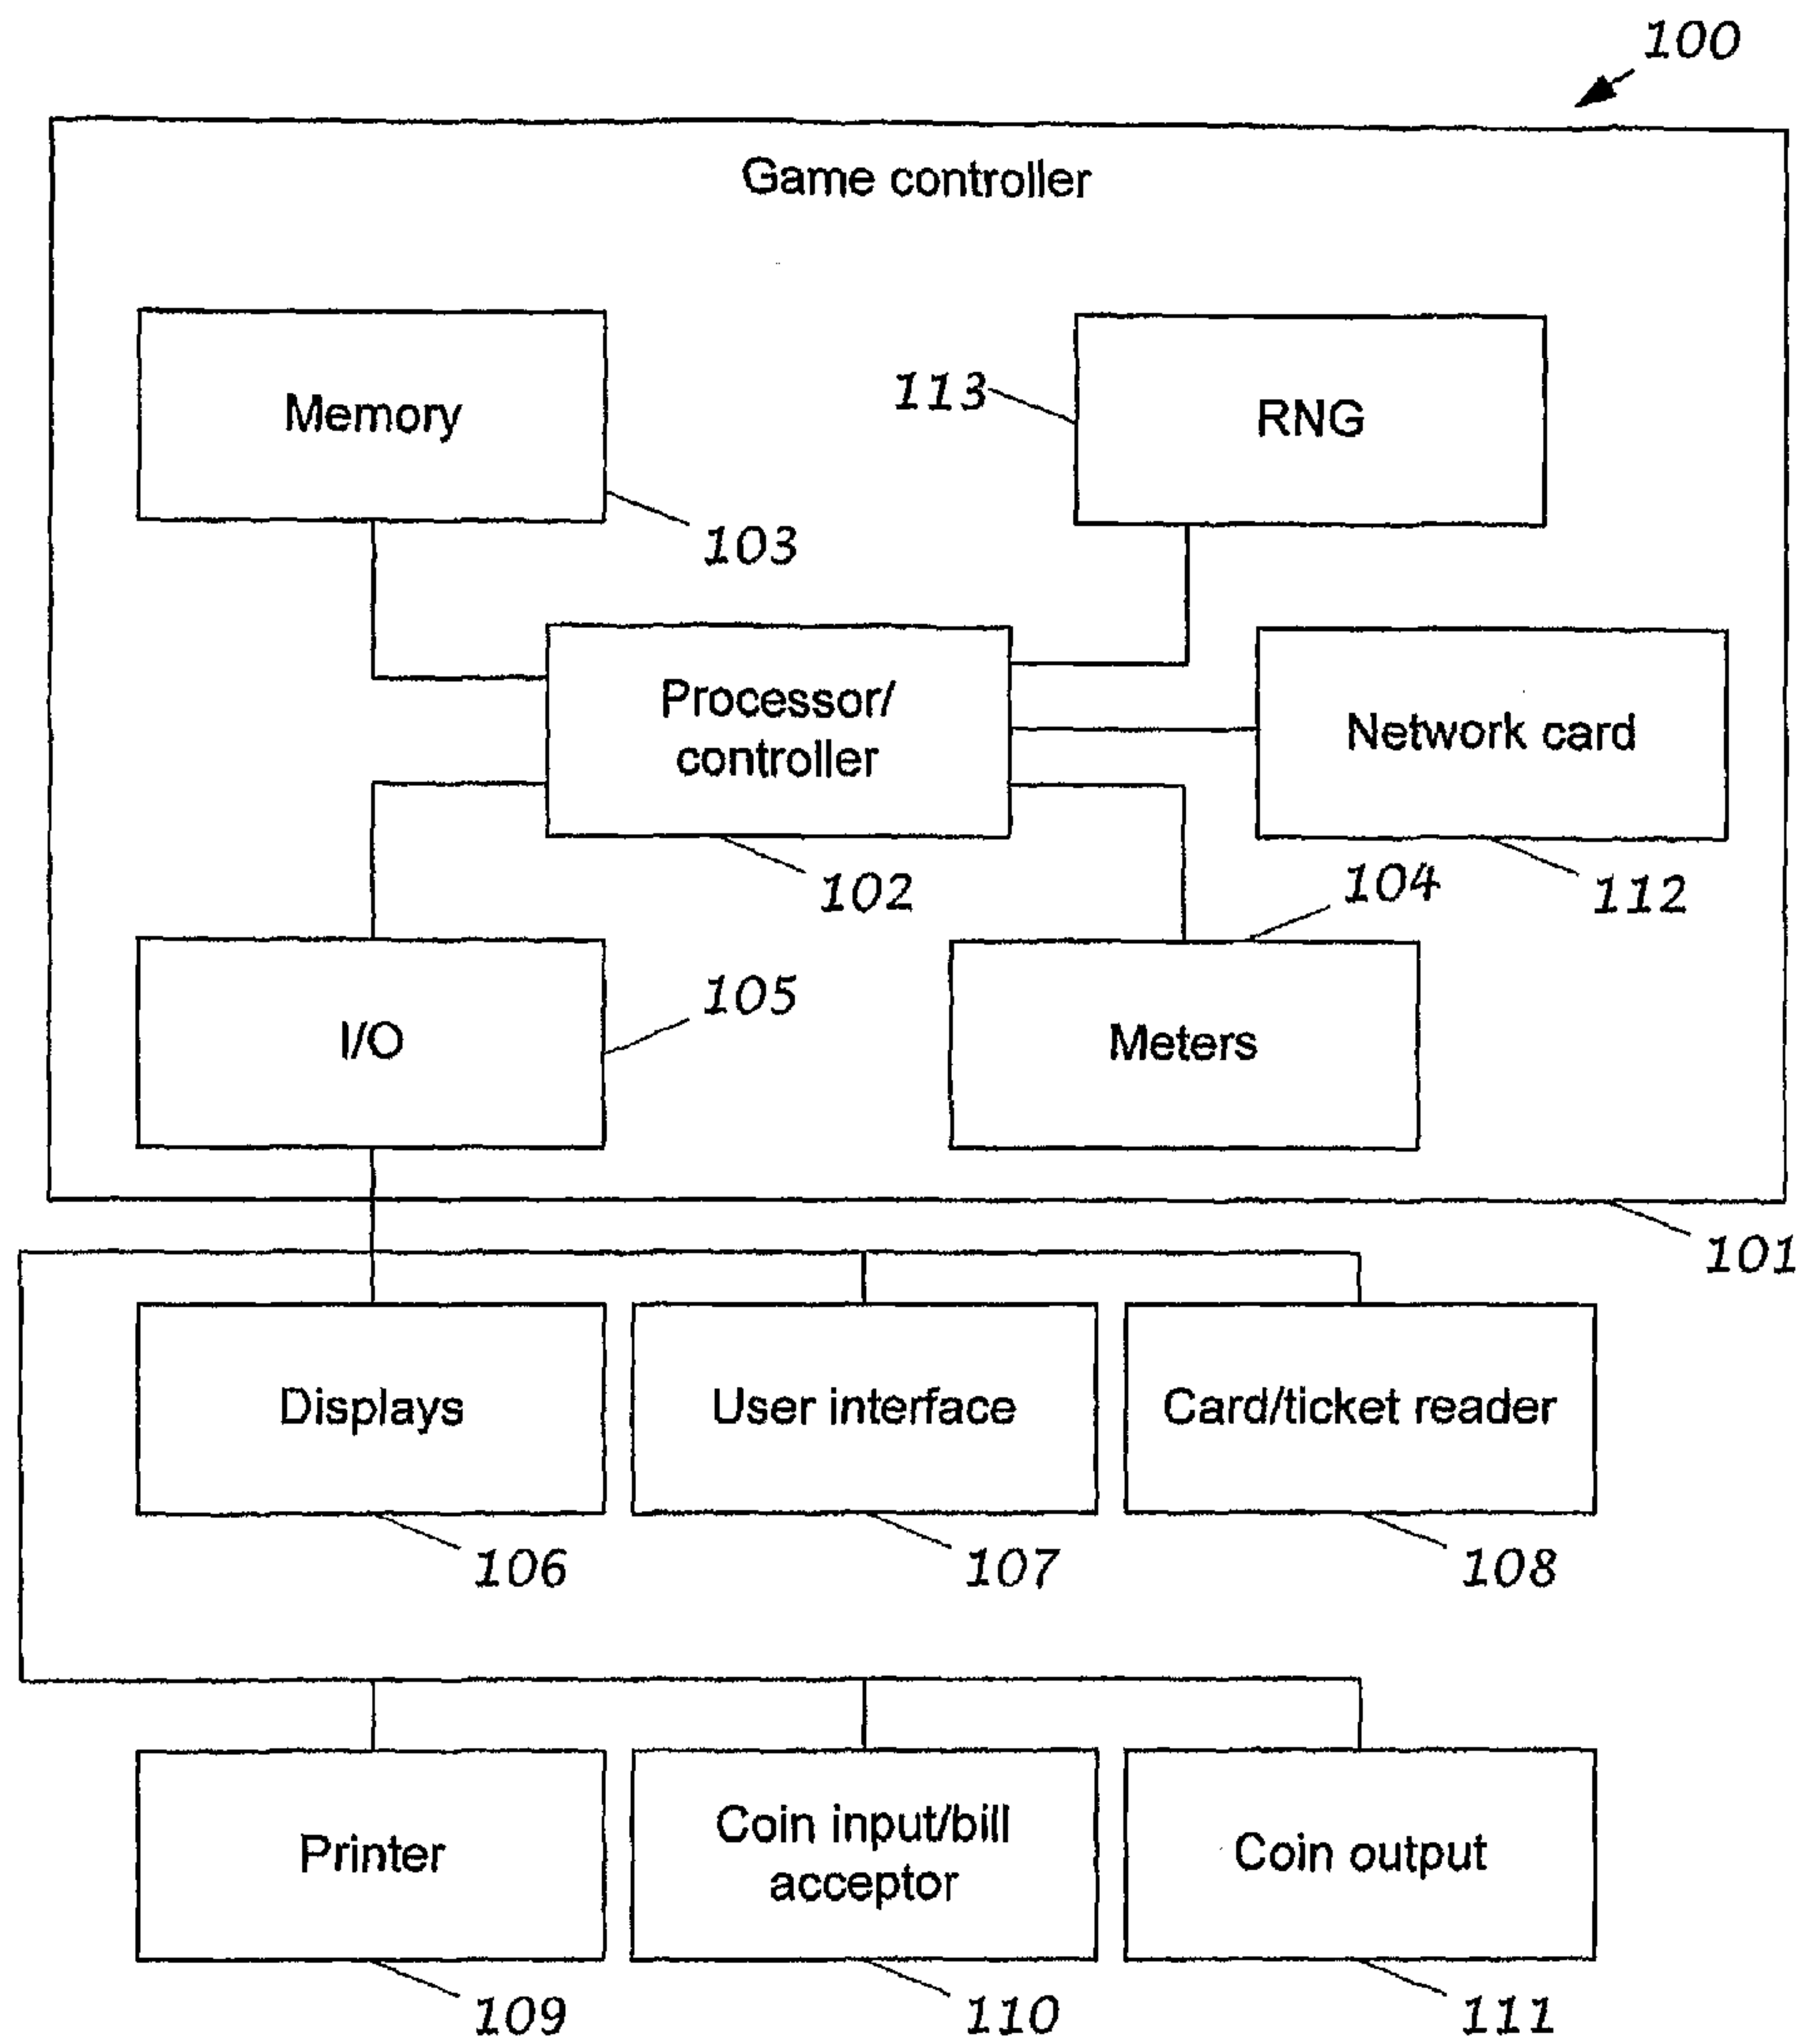 100
Game controller
Memory
113
RNG
103
Processor/
controller
Network card
102
104
112
105
I/O
Meters
101
Displays
User interface
Card/ticket reader
106
107
108
Printer
Coin input/bill
acceptor
Coin output
109
110
111